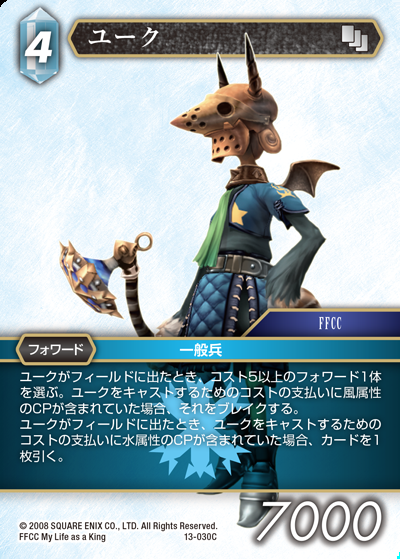 4
ユーク
FFCC
フォワード
一般兵
ユークがフィールドに出たとき、コスト5以上のフォワード1体
を選ぶ。ユークをキャストするためのコストの支払いに風属性
のCPが含まれていた場合、それをブレイクする。
ユークがフィールドに出たとき、ユークをキャストするための
コストの支払いに水属性のCPが含まれていた場合、カードを1
枚引く。
© 2008 SQUARE ENIX CO., LTD. All Rights Reserved.
FFCC My Life as a King
13-030C
7000